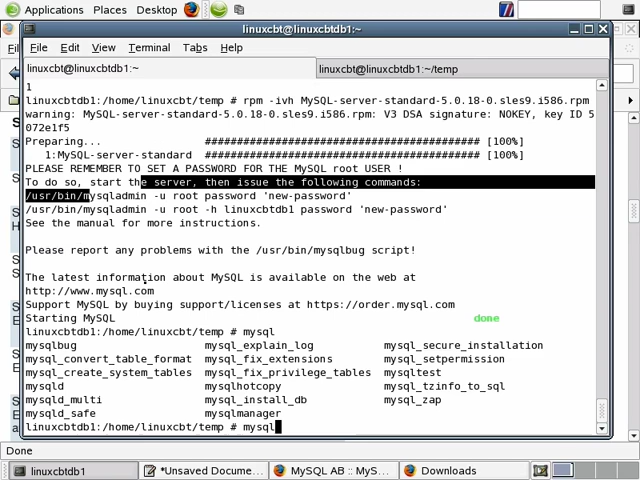 Applications Places Desktop
linuxcbt@linuxcbtdb1:~
File Edit View Terminal Tabs Help
linuxcbt@linuxcbtdb1:~
linuxcbt@linuxcbtdb1:~/temp
1
linuxcbtdb1:/home/linuxcbt/temp # rpm -ivh MySQL-server-standard-5.0.18-0.sles9.i586.rpm
warning: MySQL-server-standard-5.0.18-0.sles9.i586.rpm: V3 DSA signature: NOKEY, key ID 5
072e1f5
Preparing... ########################################### [100%]
1:MySQL-server-standard ########################################### [100%]
PLEASE REMEMBER TO SET A PASSWORD FOR THE MySQL root USER !
To do so, start the server, then issue the following commands:
/usr/bin/mysqladmin -u root password 'new-password'
/usr/bin/mysqladmin -u root -h linuxcbtdb1 password 'new-password'
See the manual for more instructions.
Please report any problems with the /usr/bin/mysqlbug script!
The latest information about MySQL is available on the web at
http://www.mysql.com
Support MySQL by buying support/licenses at https://order.mysql.com
Starting MySQL done
linuxcbtdb1:/home/linuxcbt/temp # mysql
mysqlbug mysql_explain_log mysql_secure_installation
mysql_convert_table_format mysql_fix_extensions mysql_setpermission
mysql_create_system_tables mysql_fix_privilege_tables mysqltest
mysqld mysqlhotcopy mysql_tzinfo_to_sql
mysqld_multi mysql_install_db mysql_zap
mysqld_safe mysqlmanager
linuxcbtdb1:/home/linuxcbt/temp # mysql
Done
linuxcbtdb1 *Unsaved Docume... MySQL AB :: MyS... Downloads